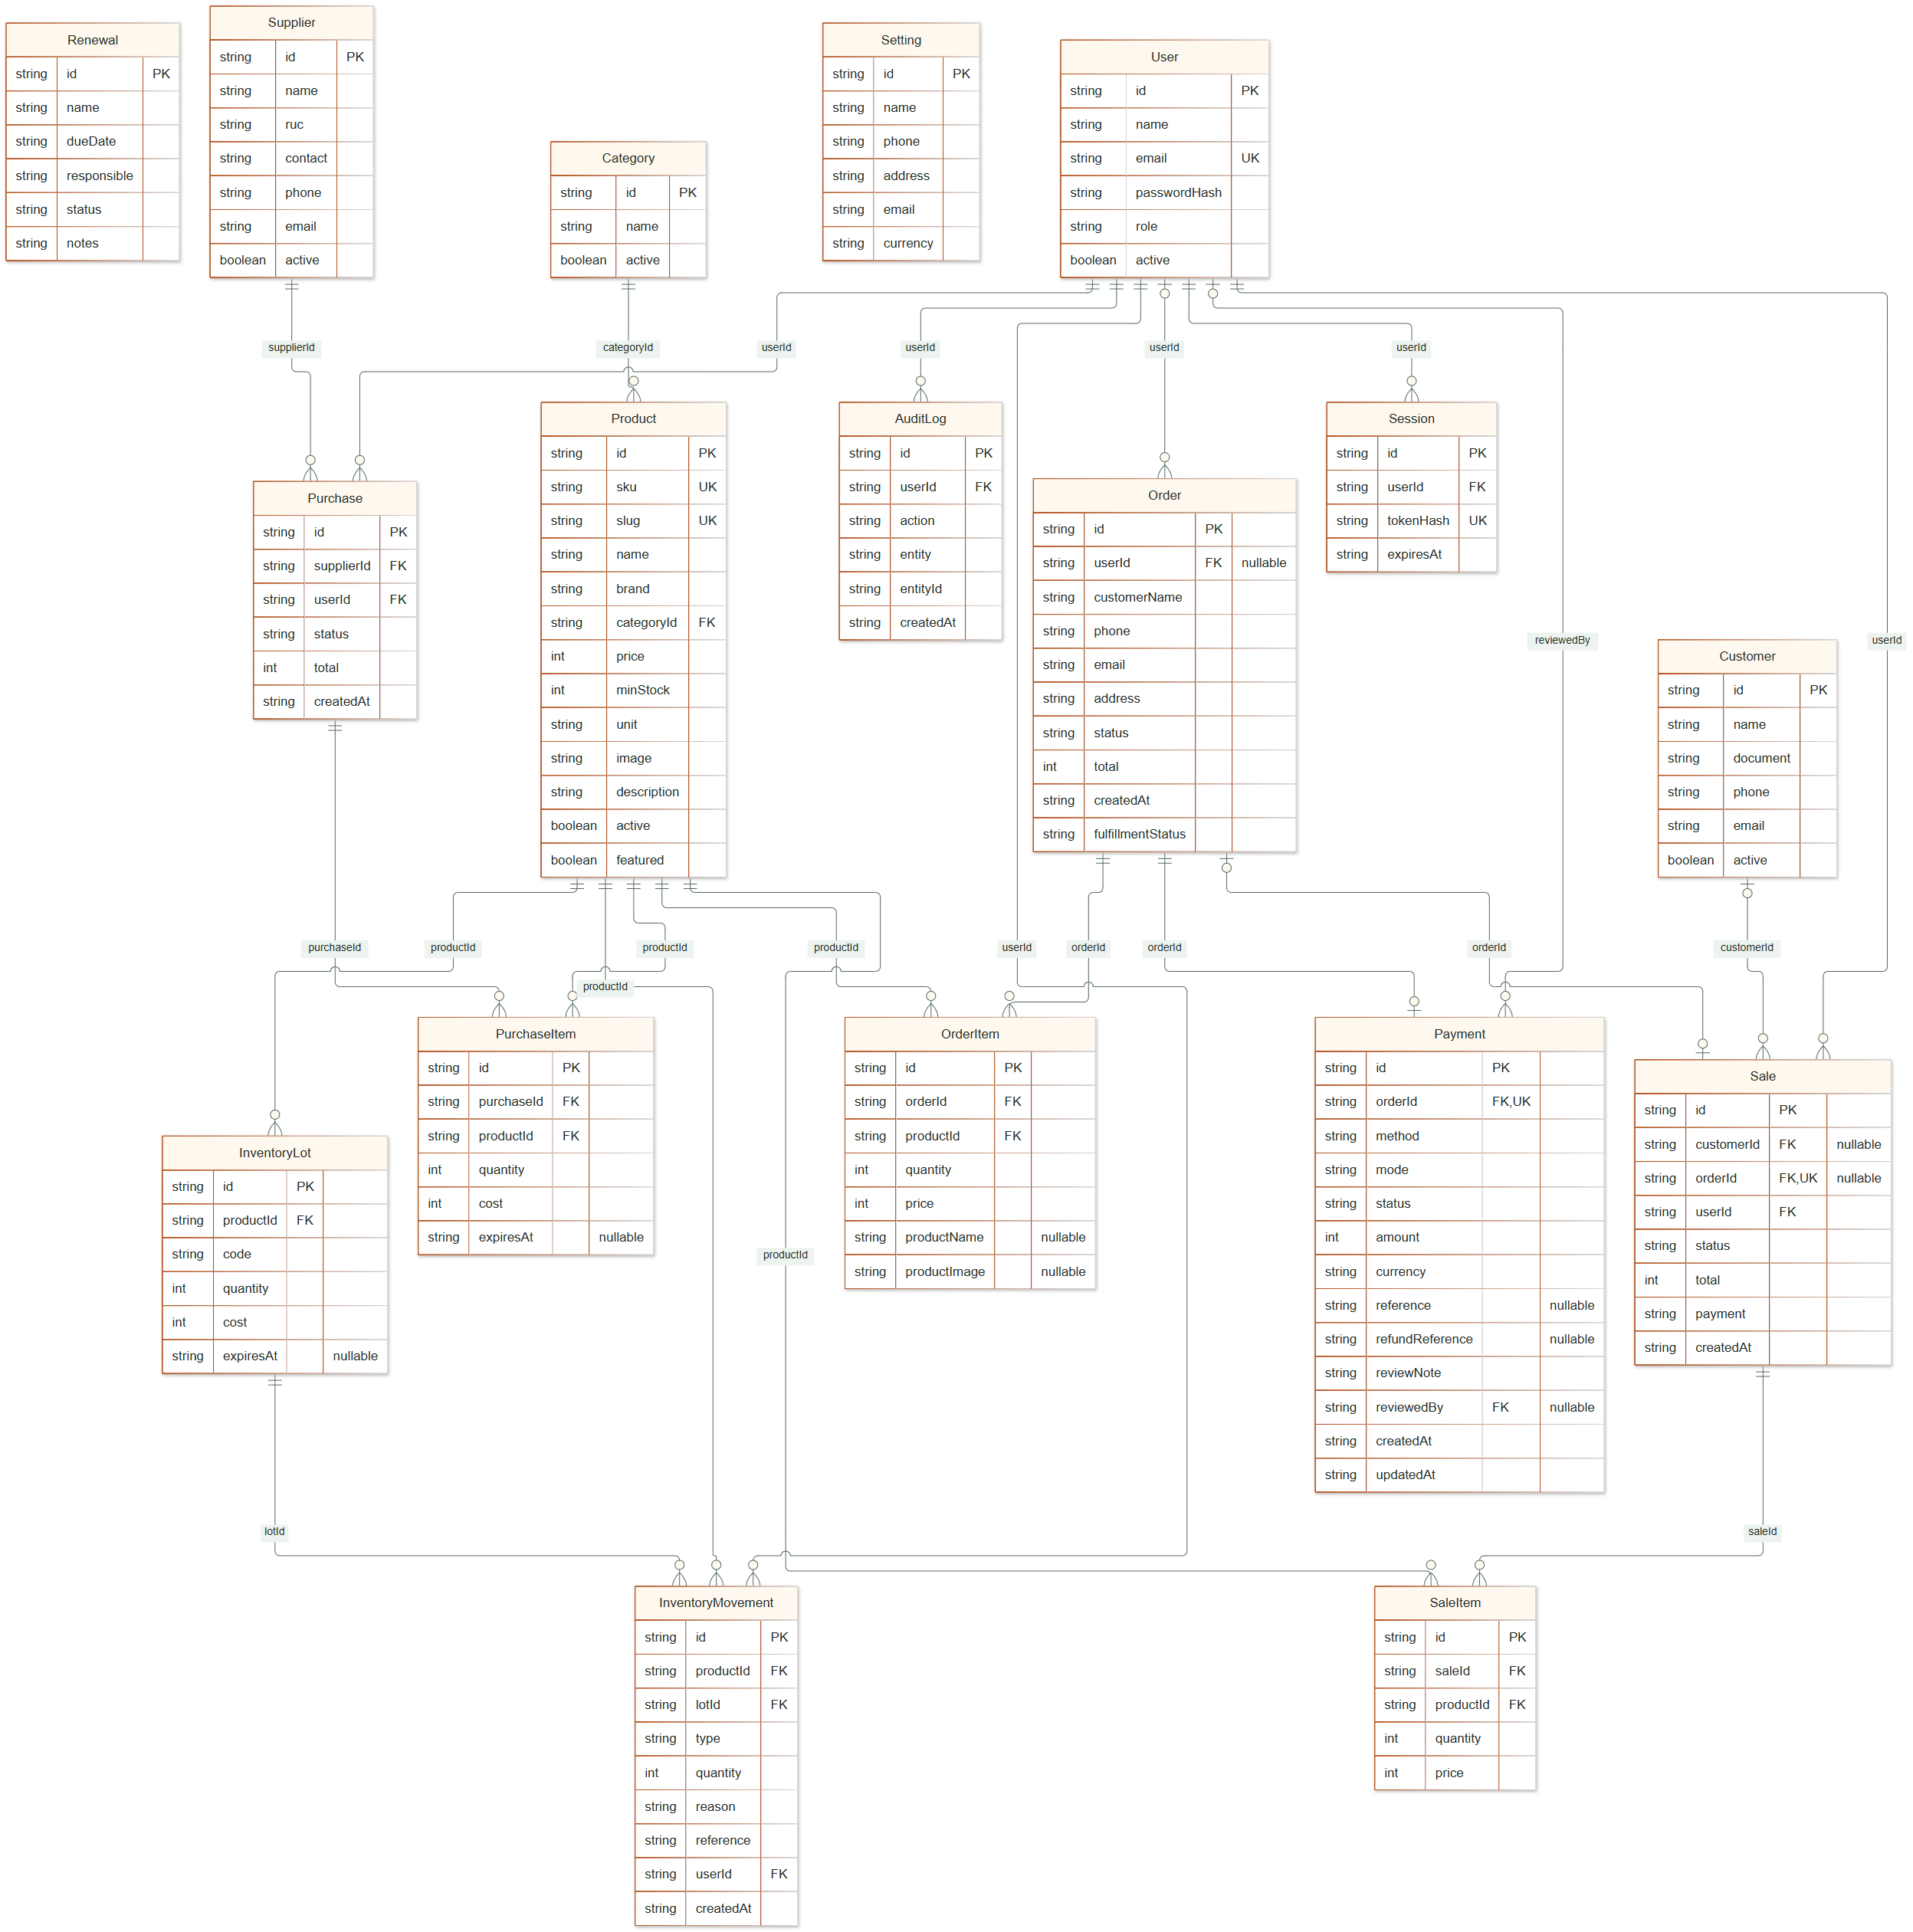 Renewal
string id PK
string name
string dueDate
string responsible
string status
string notes
Supplier
string id PK
string name
string ruc
string contact
string phone
string email
boolean active
Category
string id PK
string name
boolean active
Setting
string id PK
string name
string phone
string address
string email
string currency
User
string id PK
string name
string email UK
string passwordHash
string role
boolean active
supplierId
categoryId
userId
userId
userId
userId
Purchase
string id PK
string supplierId FK
string userId FK
string status
int total
string createdAt
Product
string id PK
string sku UK
string slug UK
string name
string brand
string categoryId FK
int price
int minStock
string unit
string image
string description
boolean active
boolean featured
AuditLog
string id PK
string userId FK
string action
string entity
string entityId
string createdAt
Order
string id PK
string userId FK nullable
string customerName
string phone
string email
string address
string status
int total
string createdAt
string fulfillmentStatus
Session
string id PK
string userId FK
string tokenHash UK
string expiresAt
reviewedBy
userId
Customer
string id PK
string name
string document
string phone
string email
boolean active
purchaseId
productId
productId
productId
userId
orderId
orderId
orderId
customerId
productId
PurchaseItem
string id PK
string purchaseId FK
string productId FK
int quantity
int cost
string expiresAt nullable
OrderItem
string id PK
string orderId FK
string productId FK
int quantity
int price
string productName nullable
string productImage nullable
Payment
string id PK
string orderId FK,UK
string method
string mode
string status
int amount
string currency
string reference nullable
string refundReference nullable
string reviewNote
string reviewedBy FK nullable
string createdAt
string updatedAt
Sale
string id PK
string customerId FK nullable
string orderId FK,UK nullable
string userId FK
string status
int total
string payment
string createdAt
InventoryLot
string id PK
string productId FK
string code
int quantity
int cost
string expiresAt nullable
productId
lotId
saleId
InventoryMovement
string id PK
string productId FK
string lotId FK
string type
int quantity
string reason
string reference
string userId FK
string createdAt
SaleItem
string id PK
string saleId FK
string productId FK
int quantity
int price